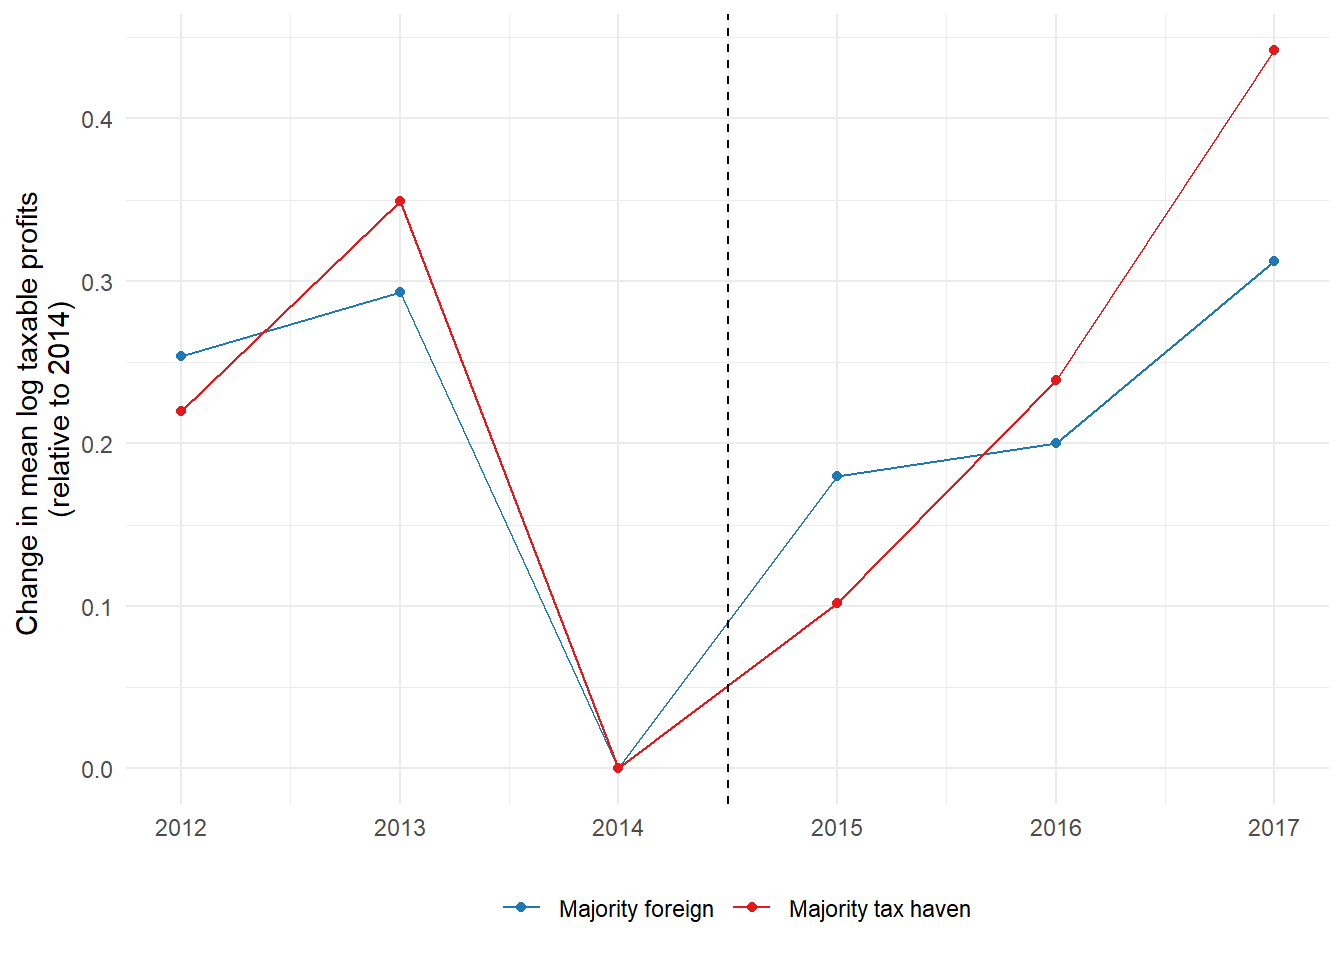 Change in mean log taxable profits
(relative to 2014)
0.4
0.3
0.2
0.1
0.0
2012 2013 2014 2015 2016 2017
Majority foreign Majority tax haven